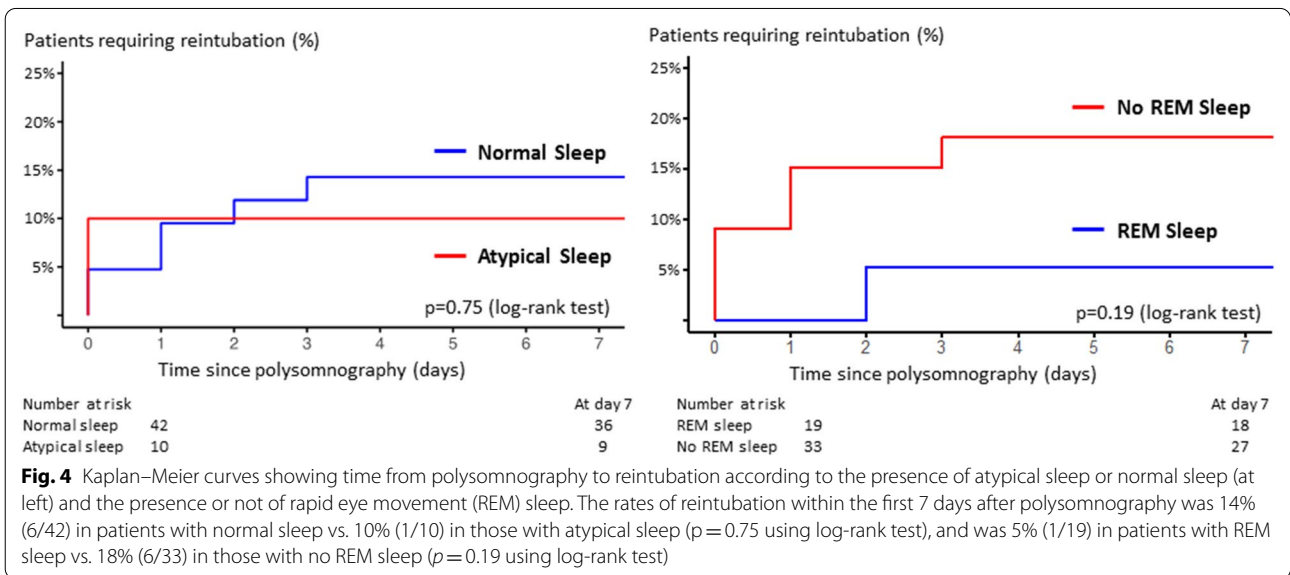 Patients requiring reintubation (%)
25%
20%
15%
10%
5%
Normal Sleep
Atypical Sleep
p=0.75 (log-rank test)
0 1 2 3 4 5 6 7
Time since polysomnography (days)
Number at risk At day 7
Normal sleep 42 36
Atypical sleep 10 9
Patients requiring reintubation (%)
25%
20%
15%
10%
5%
No REM Sleep
REM Sleep
p=0.19 (log-rank test)
0 1 2 3 4 5 6 7
Time since polysomnography (days)
Number at risk At day 7
REM sleep 19 18
No REM sleep 33 27
Fig. 4 Kaplan–Meier curves showing time from polysomnography to reintubation according to the presence of atypical sleep or normal sleep (at
left) and the presence or not of rapid eye movement (REM) sleep. The rates of reintubation within the first 7 days after polysomnography was 14%
(6/42) in patients with normal sleep vs. 10% (1/10) in those with atypical sleep (p = 0.75 using log-rank test), and was 5% (1/19) in patients with REM
sleep vs. 18% (6/33) in those with no REM sleep (p = 0.19 using log-rank test)